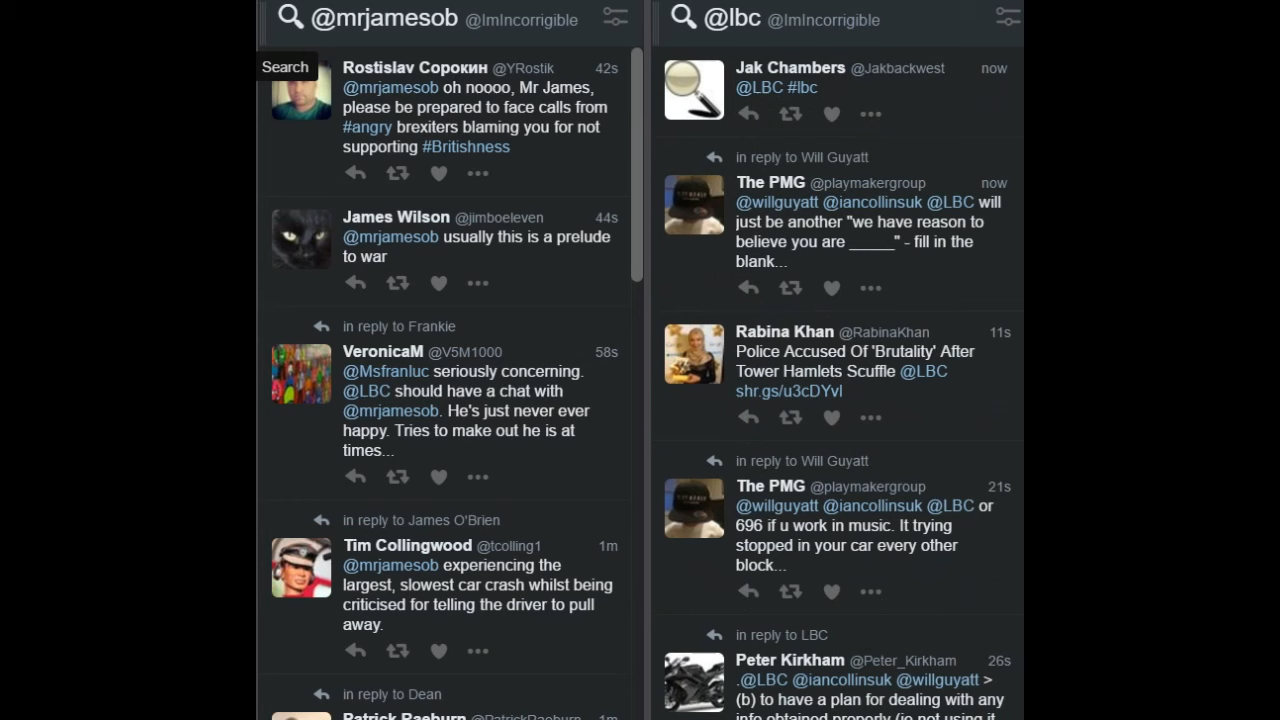 @mrjamesob @ImIncorrigible
Search
Rostislav Сорокин @YRostik 42s
@mrjamesob oh noooo, Mr James,
please be prepared to face calls from
#angry brexiters blaming you for not
supporting #Britishness
James Wilson @jimboeleven 44s
@mrjamesob usually this is a prelude
to war
in reply to Frankie
VeronicaM @V5M1000 58s
@Msfranluc seriously concerning.
@LBC should have a chat with
@mrjamesob. He's just never ever
happy. Tries to make out he is at
times...
in reply to James O'Brien
Tim Collingwood @tcolling1 1m
@mrjamesob experiencing the
largest, slowest car crash whilst being
criticised for telling the driver to pull
away.
in reply to Dean
Patrick Raeburn @PatrickRaeburn 1m
@lbc @ImIncorrigible
Jak Chambers @Jakbackwest now
@LBC #lbc
in reply to Will Guyatt
The PMG @playmakergroup now
@willguyatt @iancollinsuk @LBC will
just be another "we have reason to
believe you are _____" - fill in the
blank...
Rabina Khan @RabinaKhan 11s
Police Accused Of 'Brutality' After
Tower Hamlets Scuffle @LBC
shr.gs/u3cDYvl
in reply to Will Guyatt
The PMG @playmakergroup 21s
@willguyatt @iancollinsuk @LBC or
696 if u work in music. It trying
stopped in your car every other
block...
in reply to LBC
Peter Kirkham @Peter_Kirkham 26s
.@LBC @iancollinsuk @willguyatt >
(b) to have a plan for dealing with any
info obtained properly (ie not using it